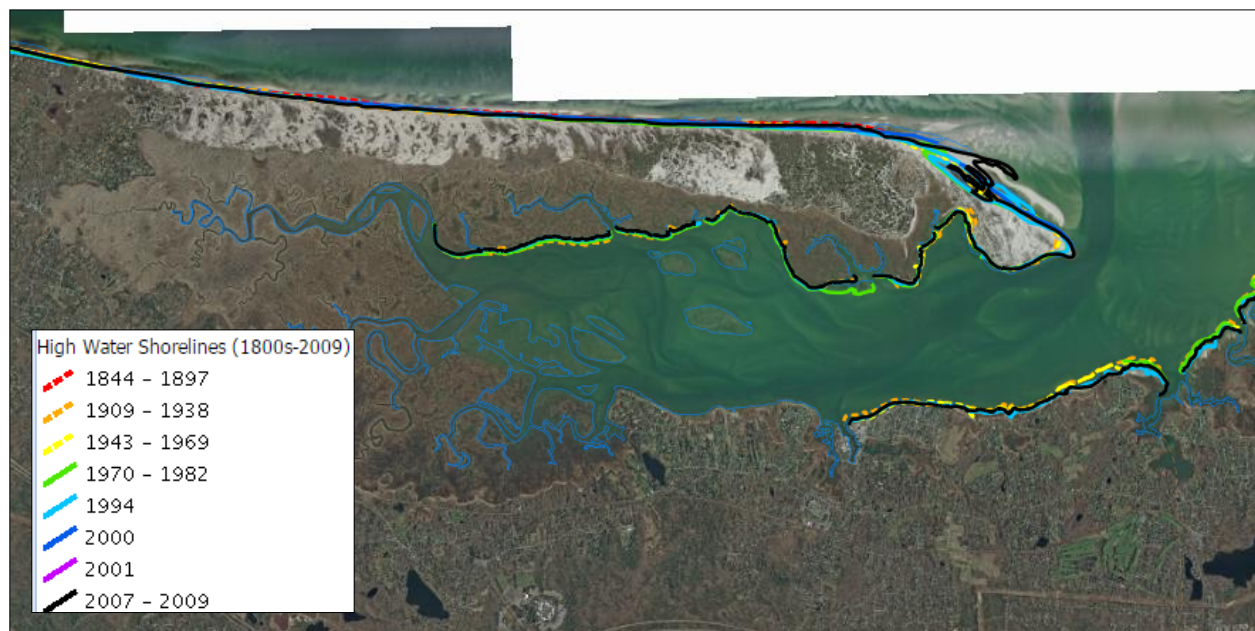 High Water Shorelines (1800s-2009)
1844 – 1897
1909 – 1938
1943 – 1969
1970 – 1982
1994
2000
2001
2007 – 2009